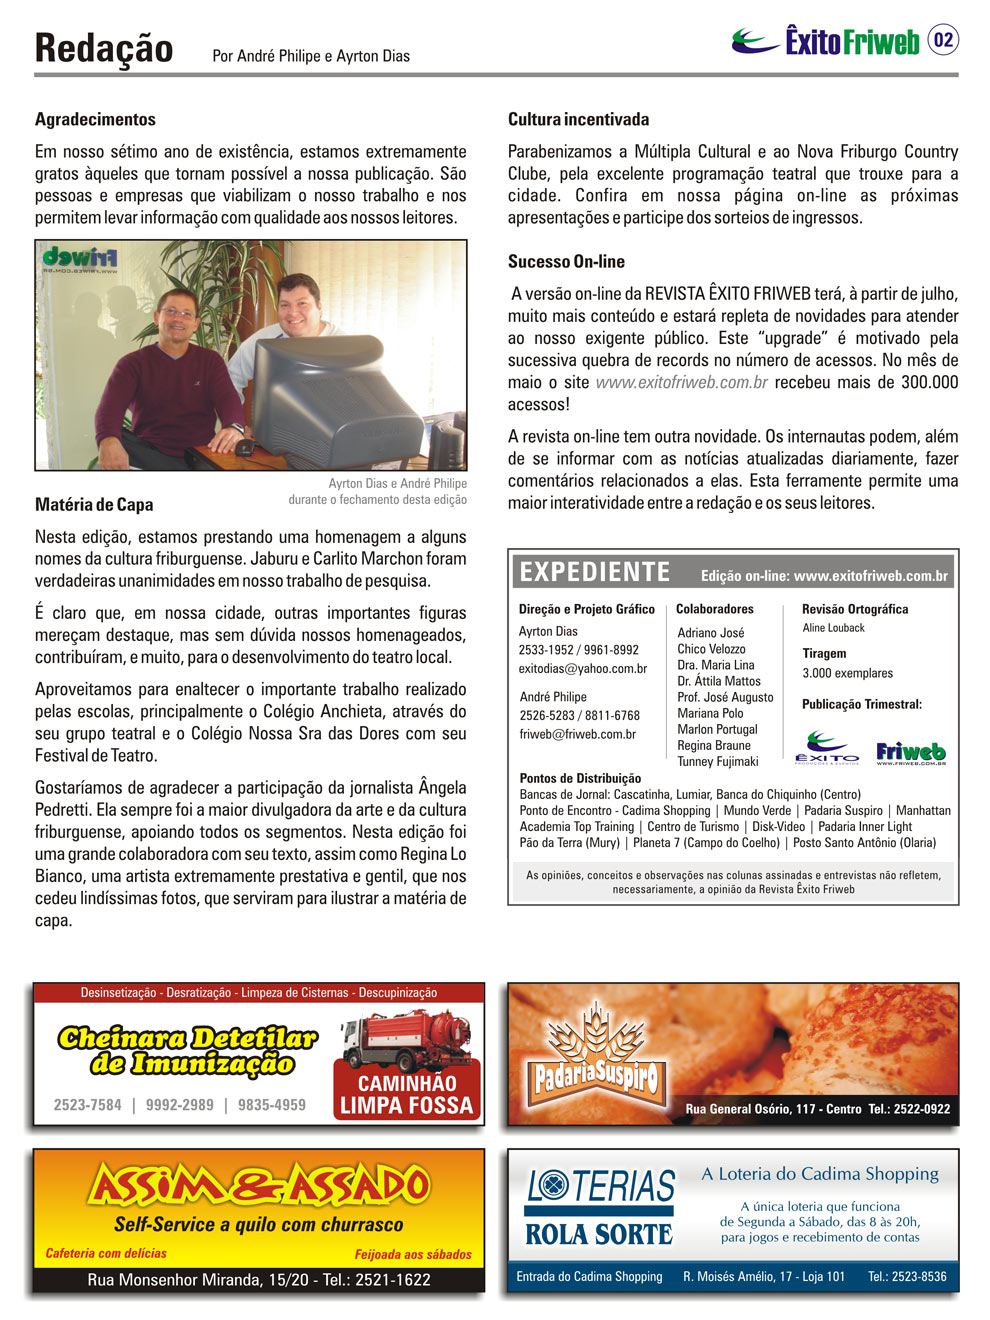 Redação
Por André Philipe e Ayrton Dias
ÊxitoFriweb 02
Agradecimentos
Em nosso sétimo ano de existência, estamos extremamente
gratos àqueles que tornam possível a nossa publicação. São
pessoas e empresas que viabilizam o nosso trabalho e nos
permitem levar informação com qualidade aos nossos leitores.
Friweb
WWW.FRIWEB.COM.BR
Ayrton Dias e André Philipe
durante o fechamento desta edição
Matéria de Capa
Nesta edição, estamos prestando uma homenagem a alguns
nomes da cultura friburguense. Jaburu e Carlito Marchon foram
verdadeiras unanimidades em nosso trabalho de pesquisa.
É claro que, em nossa cidade, outras importantes figuras
mereçam destaque, mas sem dúvida nossos homenageados,
contribuíram, e muito, para o desenvolvimento do teatro local.
Aproveitamos para enaltecer o importante trabalho realizado
pelas escolas, principalmente o Colégio Anchieta, através do
seu grupo teatral e o Colégio Nossa Sra das Dores com seu
Festival de Teatro.
Gostaríamos de agradecer a participação da jornalista Ângela
Pedretti. Ela sempre foi a maior divulgadora da arte e da cultura
friburguense, apoiando todos os segmentos. Nesta edição foi
uma grande colaboradora com seu texto, assim como Regina Lo
Bianco, uma artista extremamente prestativa e gentil, que nos
cedeu lindíssimas fotos, que serviram para ilustrar a matéria de
capa.
Cultura incentivada
Parabenizamos a Múltipla Cultural e ao Nova Friburgo Country
Clube, pela excelente programação teatral que trouxe para a
cidade. Confira em nossa página on-line as próximas
apresentações e participe dos sorteios de ingressos.
Sucesso On-line
A versão on-line da REVISTA ÊXITO FRIWEB terá, à partir de julho,
muito mais conteúdo e estará repleta de novidades para atender
ao nosso exigente público. Este “upgrade” é motivado pela
sucessiva quebra de records no número de acessos. No mês de
maio o site www.exitofriweb.com.br recebeu mais de 300.000
acessos!
A revista on-line tem outra novidade. Os internautas podem, além
de se informar com as notícias atualizadas diariamente, fazer
comentários relacionados a elas. Esta ferramente permite uma
maior interatividade entre a redação e os seus leitores.
EXPEDIENTE Edição on-line: www.exitofriweb.com.br
Direção e Projeto Gráfico
Ayrton Dias
2533-1952 / 9961-8992
exitodias@yahoo.com.br
André Philipe
2526-5283 / 8811-6768
friweb@friweb.com.br
Colaboradores
Adriano José
Chico Velozzo
Dra. Maria Lina
Dr. Áttila Mattos
Prof. José Augusto
Mariana Polo
Marlon Portugal
Regina Braune
Tunney Fujimaki
Revisão Ortográfica
Aline Louback
Tiragem
3.000 exemplares
Publicação Trimestral:
ÊXITO
PRODUÇÕES & EVENTOS
Friweb
WWW.FRIWEB.COM.BR
Pontos de Distribuição
Bancas de Jornal: Cascatinha, Lumiar, Banca do Chiquinho (Centro)
Ponto de Encontro - Cadima Shopping | Mundo Verde | Padaria Suspiro | Manhattan
Academia Top Training | Centro de Turismo | Disk-Video | Padaria Inner Light
Pão da Terra (Mury) | Planeta 7 (Campo do Coelho) | Posto Santo Antônio (Olaria)
As opiniões, conceitos e observações nas colunas assinadas e entrevistas não refletem,
necessariamente, a opinião da Revista Êxito Friweb
Desinsetização - Desratização - Limpeza de Cisternas - Descupinização
Cheinara Detetilar
de Imunização
2523-7584 | 9992-2989 | 9835-4959
CAMINHÃO
LIMPA FOSSA
Padaria Suspiro
Rua General Osório, 117 - Centro Tel.: 2522-0922
ASSIM & ASSADO
Self-Service a quilo com churrasco
Cafeteria com delícias
Feijoada aos sábados
Rua Monsenhor Miranda, 15/20 - Tel.: 2521-1622
LOTERIAS
ROLA SORTE
A Loteria do Cadima Shopping
A única loteria que funciona
de Segunda a Sábado, das 8 às 20h,
para jogos e recebimento de contas
Entrada do Cadima Shopping R. Moisés Amélio, 17 - Loja 101 Tel.: 2523-8536